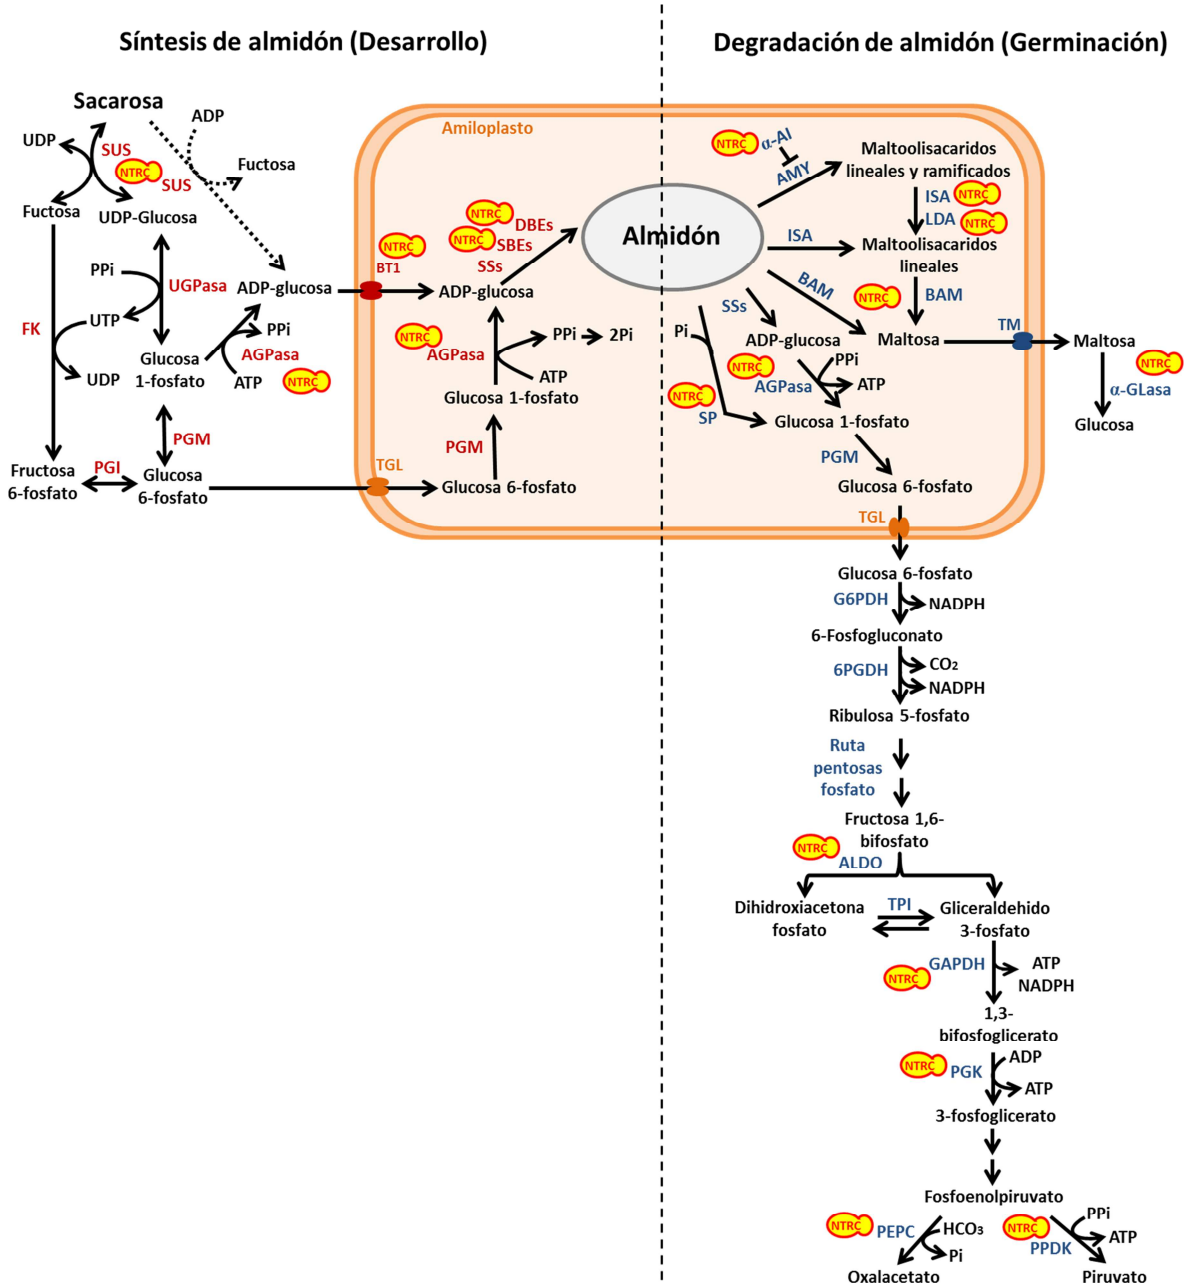 Síntesis de almidón (Desarrollo)
Degradación de almidón (Germinación)
Sacarosa
ADP
UDP
SUS
NTRC
SUS
Fuctosa
Fuctosa
UDP-Glucosa
PPi
UGPasa
ADP-glucosa
UTP
FK
PPi
Glucosa
1-fosfato
AGPasa
UDP
ATP
NTRC
PGM
Fructosa
6-fosfato
PGI
Glucosa
6-fosfato
Amiloplasto
NTRC
BT1
NTRC
DBEs
NTRC
SBEs
SSs
ADP-glucosa
NTRC
AGPasa
PPi
2Pi
ATP
Glucosa 1-fosfato
PGM
TGL
Glucosa 6-fosfato
Almidón
NTRC
α-AI
AMY
Maltoolisacaridos
lineales y ramificados
ISA
NTRC
LDA
NTRC
ISA
Maltoolisacaridos
lineales
BAM
NTRC
BAM
SSs
Pi
ADP-glucosa
Maltosa
TM
Maltosa
NTRC
α-GLasa
Glucosa
NTRC
AGPasa
PPi
ATP
NTRC
SP
Glucosa 1-fosfato
PGM
Glucosa 6-fosfato
TGL
Glucosa 6-fosfato
G6PDH
NADPH
6-Fosfogluconato
6PGDH
CO₂
NADPH
Ribulosa 5-fosfato
Ruta
pentosas
fosfato
Fructosa 1,6-
bifosfato
NTRC
ALDO
Dihidroxiacetona
fosfato
TPI
Gliceraldehido
3-fosfato
NTRC
GAPDH
ATP
NADPH
1,3-
bifosfoglicerato
NTRC
PGK
ADP
ATP
3-fosfoglicerato
Fosfoenolpiruvato
NTRC
PEPC
HCO₃
Pi
NTRC
PPDK
PPi
ATP
Oxalacetato
Piruvato